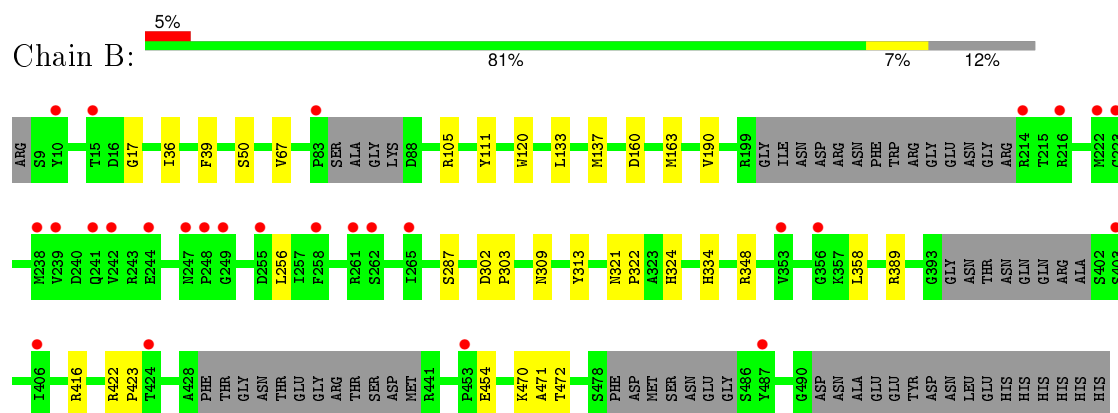 5%
Chain B:
81% 7% 12%
ARG S9 Y10 T15 D16 G17 I36 F39 S50 V67 P83 SER ALA GLY LYS D88 R105 Y111 W120 L133 M137 D160 M163 V190 R199 GLY ILE ASN ASP ARG ASN PHE TRP ARG GLY GLU ASN GLY ARG R214 T215 R216 M222
M238 V239 D240 Q241 V242 R243 E244 N247 P248 G249 D255 L256 I257 F258 R261 S262 I265 S287 D302 P303 N309 Y313 N321 P322 A323 H324 H334 R348 V353 G356 K357 L358 R389 G393 GLY ASN THR ASN GLN GLN ARG ALA S402
I406 R416 R422 P423 T424 A428 PHE THR GLY ASN THR GLU GLY ARG THR SER ASP MET R441 P453 E454 K470 A471 T472 S478 PHE ASP MET SER ASN GLU GLY S486 Y487 G490 ASP ASN ALA GLU GLU TYR ASP ASN LEU GLU HIS HIS HIS HIS HIS HIS